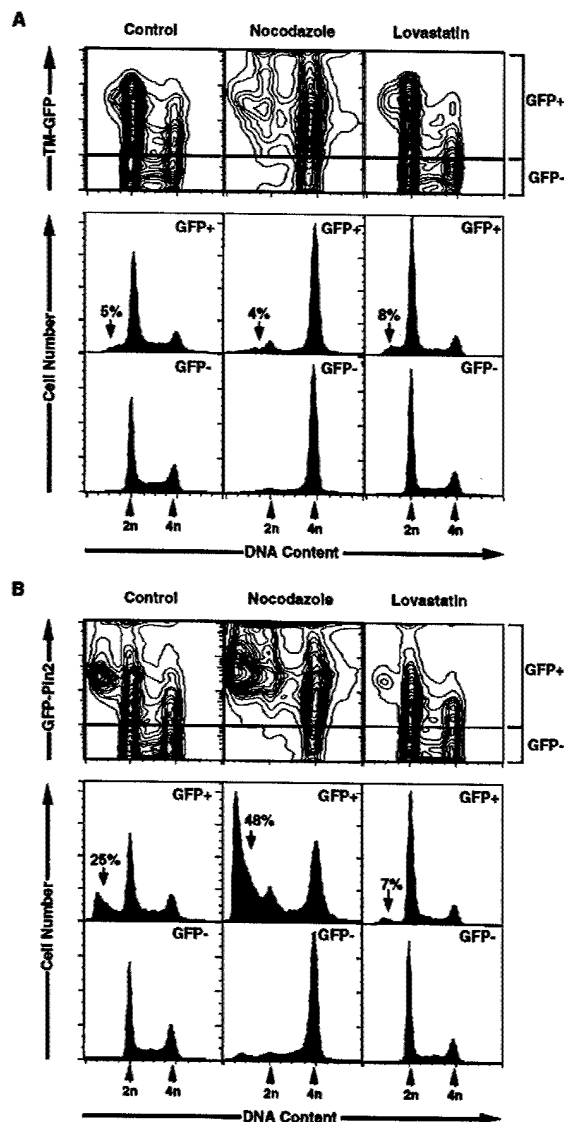 A
Control Nocodazole Lovastatin
TM-GFP
GFP+
GFP-
Cell Number
GFP+ GFP+ GFP+
5% 4% 8%
GFP- GFP- GFP-
2n 4n 2n 4n 2n 4n
DNA Content
B
Control Nocodazole Lovastatin
GFP-Pin2
GFP+
GFP-
Cell Number
GFP+ GFP+ GFP+
25% 48% 7%
GFP- GFP- GFP-
2n 4n 2n 4n 2n 4n
DNA Content